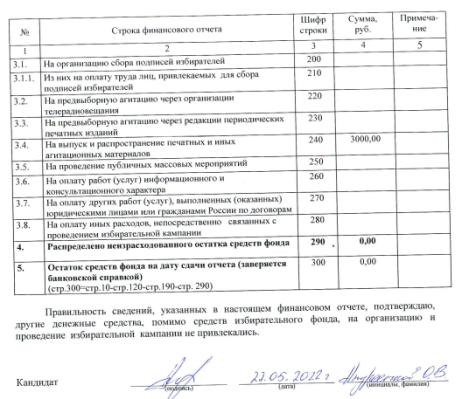 № Строка финансового отчета Шифр строки Сумма, руб. Примеча-ние
1 2 3 4 5
3.1. На организацию сбора подписей избирателей 200
3.1.1. Из них на оплату труда лиц, привлекаемых для сбора 210
подписей избирателей
3.2. На предвыборную агитацию через организации 220
телерадиовещания
3.3. На предвыборную агитацию через редакции периодических 230
печатных изданий
3.4. На выпуск и распространение печатных и иных 240 3000,00
агитационных материалов
3.5. На проведение публичных массовых мероприятий 250
3.6. На оплату работ (услуг) информационного и 260
консультационного характера
3.7. На оплату других работ (услуг), выполненных (оказанных) 270
юридическими лицами или гражданами России по договорам
3.8. На оплату иных расходов, непосредственно связанных с 280
проведением избирательной кампании
4. Распределено неизрасходованного остатка средств фонда 290 0,00
5. Остаток средств фонда на дату сдачи отчета (заверяется 300 0,00
банковской справкой)
(стр.300=стр.10-стр.120-стр.190-стр. 290)
Правильность сведений, указанных в настоящем финансовом отчете, подтверждаю,
другие денежные средства, помимо средств избирательного фонда, на организацию и
проведение избирательной кампании не привлекались.
Кандидат 22.05.2022 г О.В
(подпись) (дата) (инициалы, фамилия)